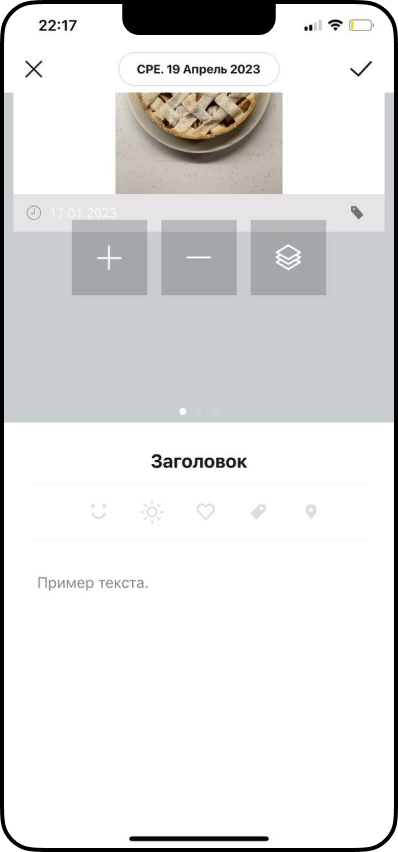 22:17
СРЕ. 19 Апрель 2023
17.01.2023
Заголовок
Пример текста.